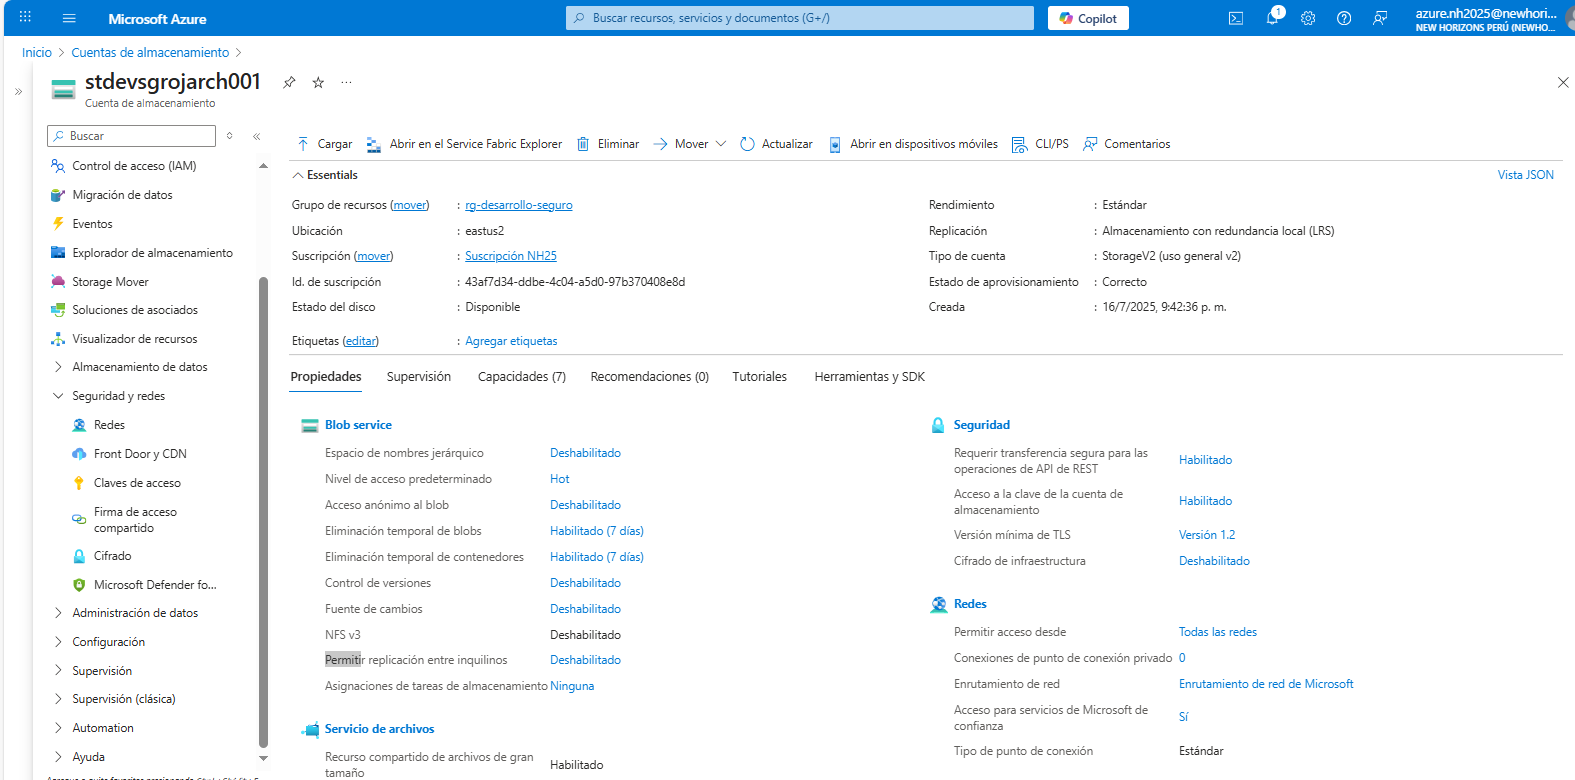 Microsoft Azure
Buscar recursos, servicios y documentos (G+/)
Copilot
1
azure.nh2025@newhori...
NEW HORIZONS PERÚ (NEWHO...
Inicio > Cuentas de almacenamiento >
stdevsgrojarch001
Cuenta de almacenamiento
Buscar
Cargar
Abrir en el Service Fabric Explorer
Eliminar
Mover
Actualizar
Abrir en dispositivos móviles
CLI/PS
Comentarios
Control de acceso (IAM)
Migración de datos
Eventos
Explorador de almacenamiento
Storage Mover
Soluciones de asociados
Visualizador de recursos
Almacenamiento de datos
Seguridad y redes
Redes
Front Door y CDN
Claves de acceso
Firma de acceso
compartido
Cifrado
Microsoft Defender fo...
Administración de datos
Configuración
Supervisión
Supervisión (clásica)
Automation
Ayuda
Essentials
Vista JSON
Grupo de recursos (mover) : rg-desarrollo-seguro
Ubicación : eastus2
Suscripción (mover) : Suscripción NH25
Id. de suscripción : 43af7d34-ddbe-4c04-a5d0-97b370408e8d
Estado del disco : Disponible
Etiquetas (editar) : Agregar etiquetas
Rendimiento : Estándar
Replicación : Almacenamiento con redundancia local (LRS)
Tipo de cuenta : StorageV2 (uso general v2)
Estado de aprovisionamiento : Correcto
Creada : 16/7/2025, 9:42:36 p. m.
Propiedades
Supervisión
Capacidades (7)
Recomendaciones (0)
Tutoriales
Herramientas y SDK
Blob service
Espacio de nombres jerárquico Deshabilitado
Nivel de acceso predeterminado Hot
Acceso anónimo al blob Deshabilitado
Eliminación temporal de blobs Habilitado (7 días)
Eliminación temporal de contenedores Habilitado (7 días)
Control de versiones Deshabilitado
Fuente de cambios Deshabilitado
NFS v3 Deshabilitado
Permitir replicación entre inquilinos Deshabilitado
Asignaciones de tareas de almacenamiento Ninguna
Servicio de archivos
Recurso compartido de archivos de gran
tamaño
Habilitado
Seguridad
Requerir transferencia segura para las
operaciones de API de REST
Habilitado
Acceso a la clave de la cuenta de
almacenamiento
Habilitado
Versión mínima de TLS Versión 1.2
Cifrado de infraestructura Deshabilitado
Redes
Permitir acceso desde Todas las redes
Conexiones de punto de conexión privado 0
Enrutamiento de red Enrutamiento de red de Microsoft
Acceso para servicios de Microsoft de
confianza
Sí
Tipo de punto de conexión Estándar